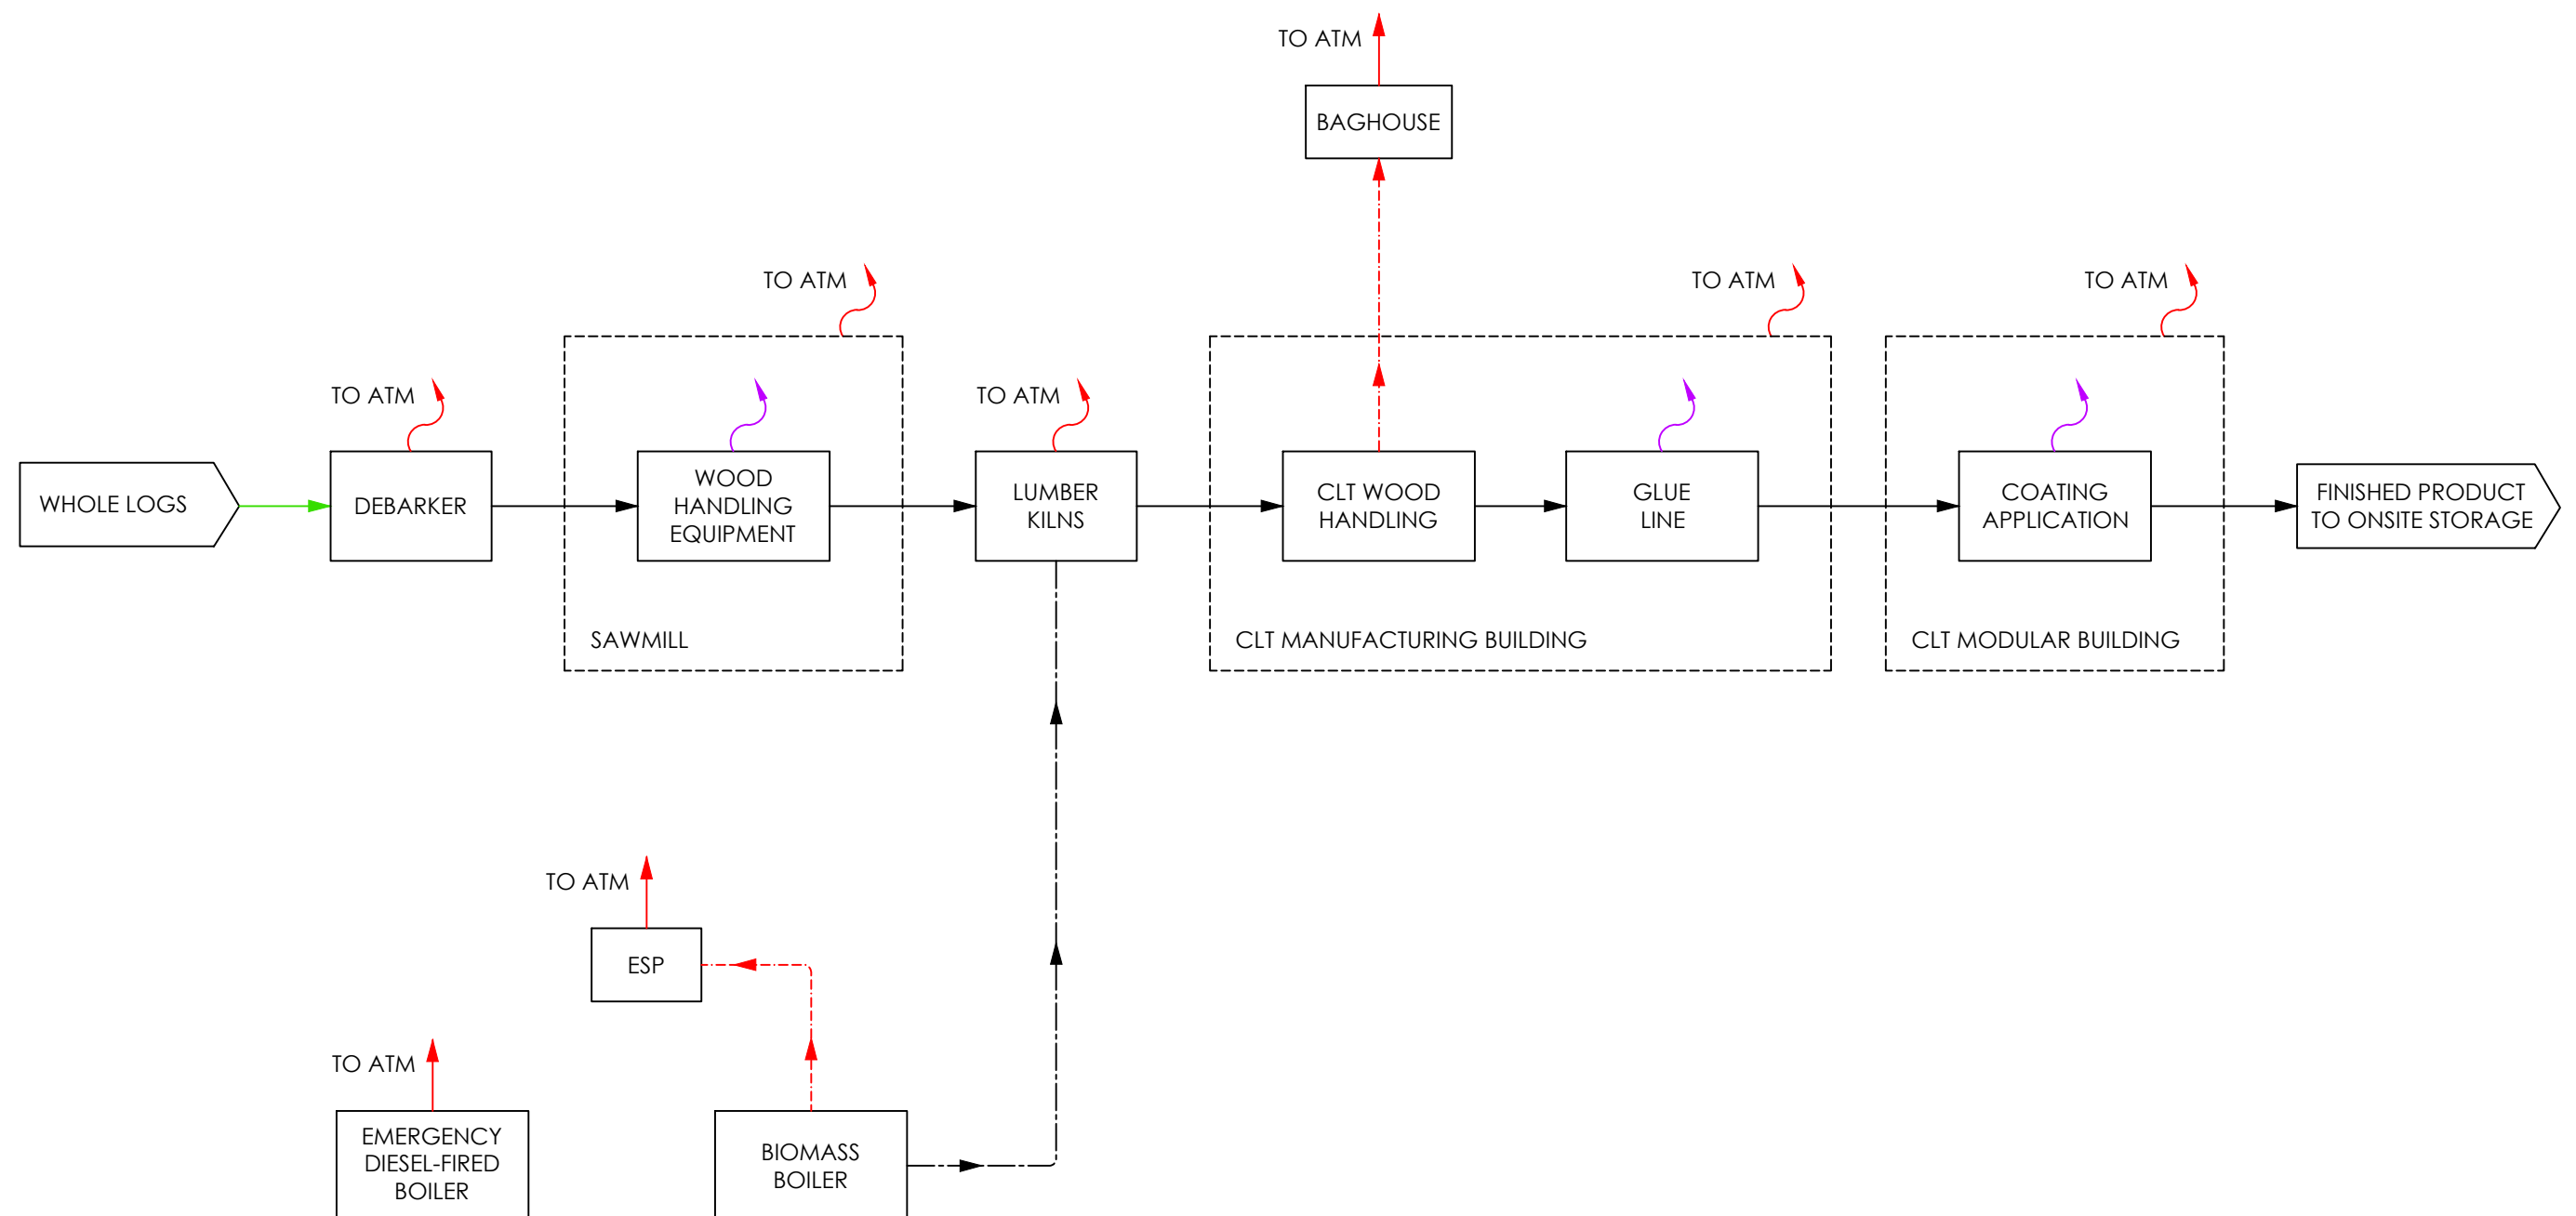 TO ATM
BAGHOUSE
TO ATM
TO ATM
TO ATM
TO ATM
TO ATM
WHOLE LOGS
DEBARKER
WOOD
HANDLING
EQUIPMENT
LUMBER
KILNS
CLT WOOD
HANDLING
GLUE
LINE
COATING
APPLICATION
FINISHED PRODUCT
TO ONSITE STORAGE
SAWMILL
CLT MANUFACTURING BUILDING
CLT MODULAR BUILDING
TO ATM
ESP
TO ATM
EMERGENCY
DIESEL-FIRED
BOILER
BIOMASS
BOILER